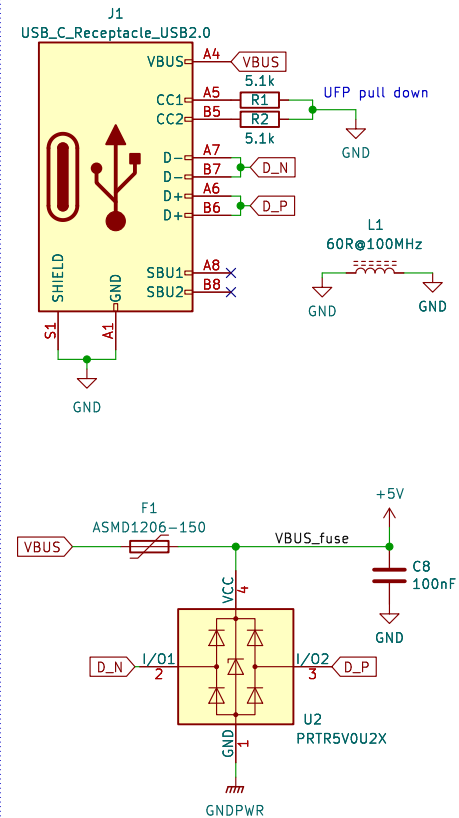 J1
USB_C_Receptacle_USB2.0
VBUS
A4
VBUS
5.1k
CC1
A5
R1
UFP pull down
CC2
B5
R2
5.1k
GND
D-
A7
D-
B7
D_N
D+
A6
D+
B6
D_P
L1
60R@100MHz
SBU1
A8
SBU2
B8
SHIELD
GND
GND
GND
S1
A1
GND
F1
ASMD1206-150
+5V
VBUS
VBUS_fuse
C8
100nF
VCC
4
GND
D_N
I/O1
2
I/O2
3
D_P
U2
PRTR5V0U2X
GND
1
GNDPWR